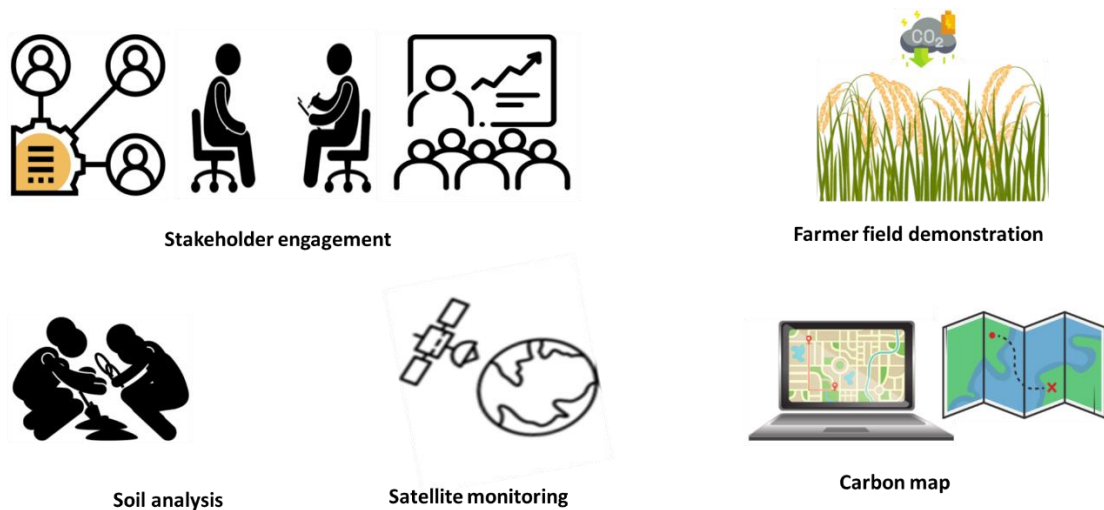 CO₂
Stakeholder engagement
Farmer field demonstration
Soil analysis
Satellite monitoring
Carbon map